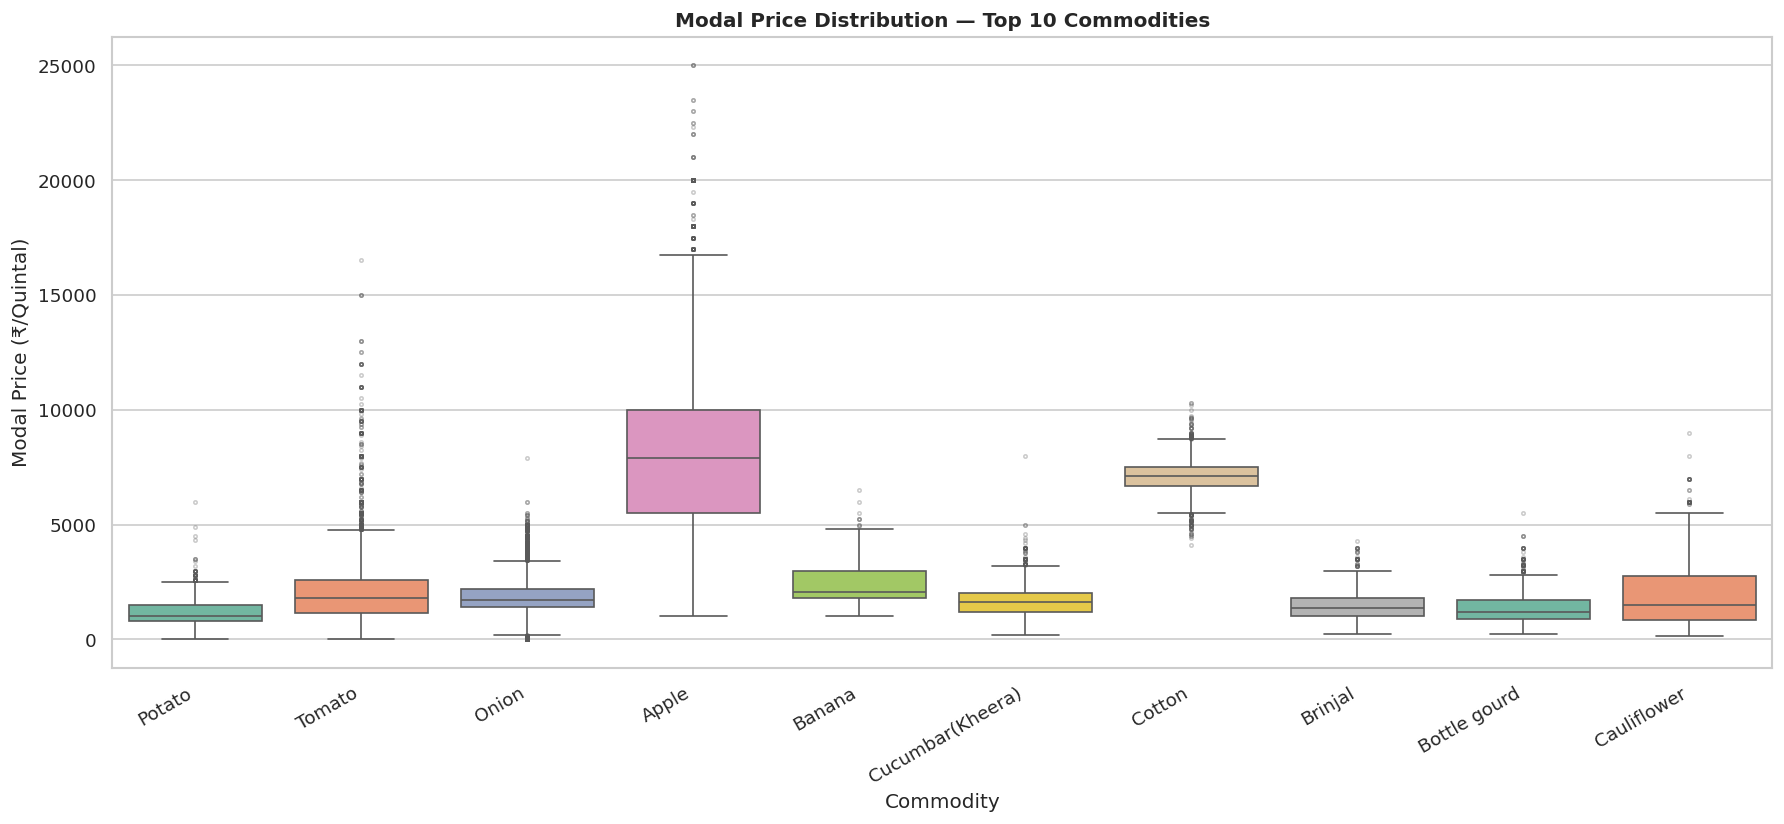 Modal Price Distribution — Top 10 Commodities
Modal Price (₹/Quintal)
25000
20000
15000
10000
5000
0
Potato
Tomato
Onion
Apple
Banana
Cucumbar(Kheera)
Cotton
Brinjal
Bottle gourd
Cauliflower
Commodity